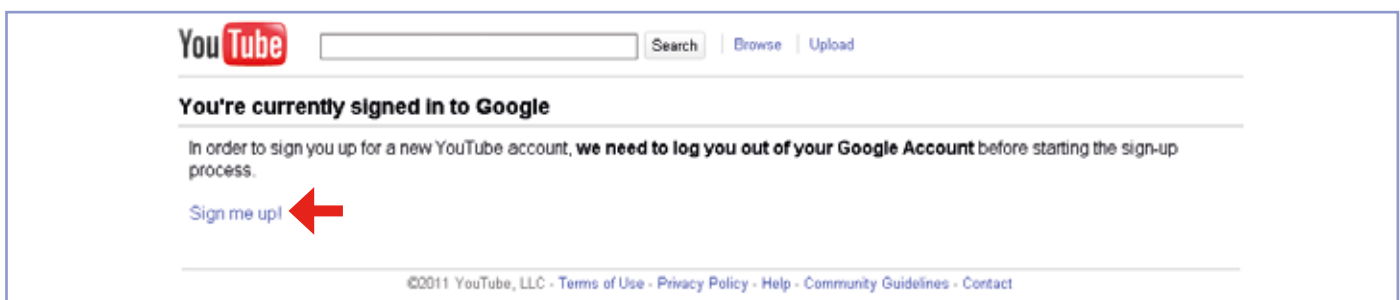 You Tube Search Browse Upload
You're currently signed in to Google
In order to sign you up for a new YouTube account, we need to log you out of your Google Account before starting the sign-up
process.
Sign me up!
©2011 YouTube, LLC - Terms of Use - Privacy Policy - Help - Community Guidelines - Contact